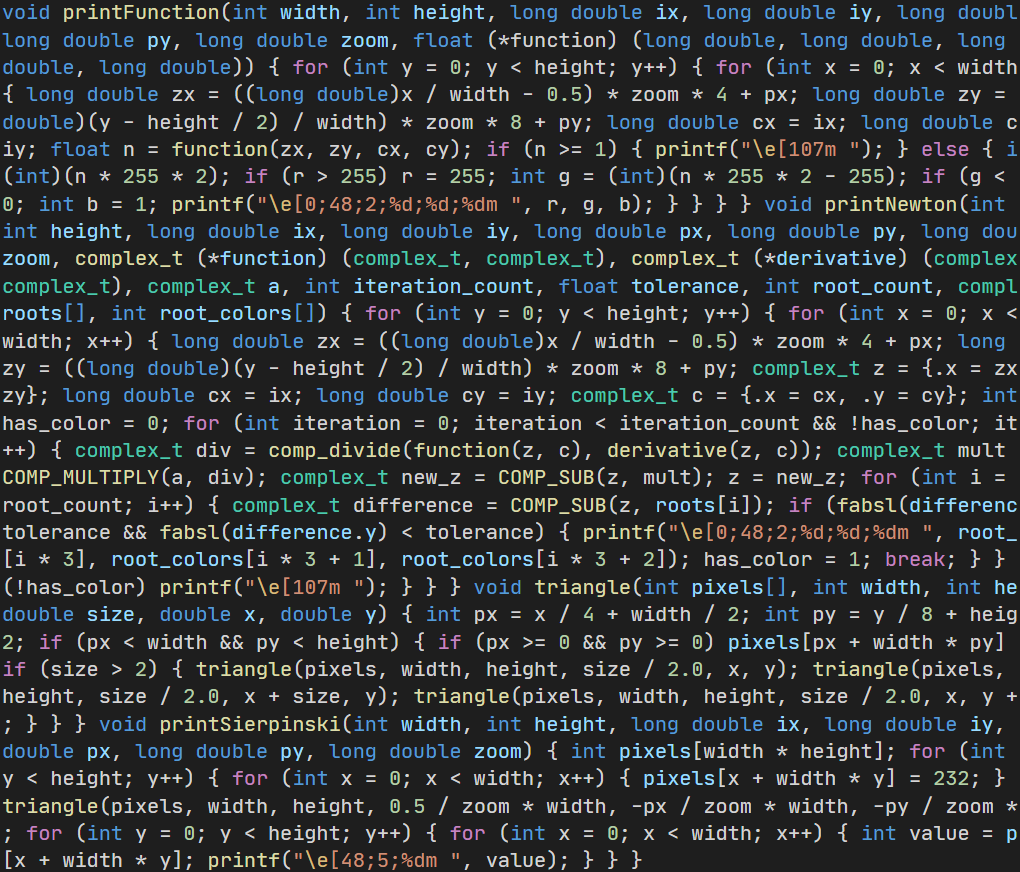 void printFunction(int width, int height, long double ix, long double iy, long doubl
long double py, long double zoom, float (*function) (long double, long double, long
double, long double)) { for (int y = 0; y < height; y++) { for (int x = 0; x < width
{ long double zx = ((long double)x / width - 0.5) * zoom * 4 + px; long double zy =
double)(y - height / 2) / width) * zoom * 8 + py; long double cx = ix; long double c
iy; float n = function(zx, zy, cx, cy); if (n >= 1) { printf("\e[107m "); } else { i
(int)(n * 255 * 2); if (r > 255) r = 255; int g = (int)(n * 255 * 2 - 255); if (g <
0; int b = 1; printf("\e[0;48;2;%d;%d;%dm ", r, g, b); } } } } void printNewton(int
int height, long double ix, long double iy, long double px, long double py, long dou
zoom, complex_t (*function) (complex_t, complex_t), complex_t (*derivative) (complex
complex_t), complex_t a, int iteration_count, float tolerance, int root_count, compl
roots[], int root_colors[]) { for (int y = 0; y < height; y++) { for (int x = 0; x <
width; x++) { long double zx = ((long double)x / width - 0.5) * zoom * 4 + px; long
zy = ((long double)(y - height / 2) / width) * zoom * 8 + py; complex_t z = {.x = zx
zy}; long double cx = ix; long double cy = iy; complex_t c = {.x = cx, .y = cy}; int
has_color = 0; for (int iteration = 0; iteration < iteration_count && !has_color; it
++) { complex_t div = comp_divide(function(z, c), derivative(z, c)); complex_t mult
COMP_MULTIPLY(a, div); complex_t new_z = COMP_SUB(z, mult); z = new_z; for (int i =
root_count; i++) { complex_t difference = COMP_SUB(z, roots[i]); if (fabsl(differenc
tolerance && fabsl(difference.y) < tolerance) { printf("\e[0;48;2;%d;%d;%dm ", root_
[i * 3], root_colors[i * 3 + 1], root_colors[i * 3 + 2]); has_color = 1; break; } }
(!has_color) printf("\e[107m "); } } } void triangle(int pixels[], int width, int he
double size, double x, double y) { int px = x / 4 + width / 2; int py = y / 8 + heig
2; if (px < width && py < height) { if (px >= 0 && py >= 0) pixels[px + width * py]
if (size > 2) { triangle(pixels, width, height, size / 2.0, x, y); triangle(pixels,
height, size / 2.0, x + size, y); triangle(pixels, width, height, size / 2.0, x, y +
; } } } void printSierpinski(int width, int height, long double ix, long double iy,
double px, long double py, long double zoom) { int pixels[width * height]; for (int
y < height; y++) { for (int x = 0; x < width; x++) { pixels[x + width * y] = 232; }
triangle(pixels, width, height, 0.5 / zoom * width, -px / zoom * width, -py / zoom *
; for (int y = 0; y < height; y++) { for (int x = 0; x < width; x++) { int value = p
[x + width * y]; printf("\e[48;5;%dm ", value); } } }